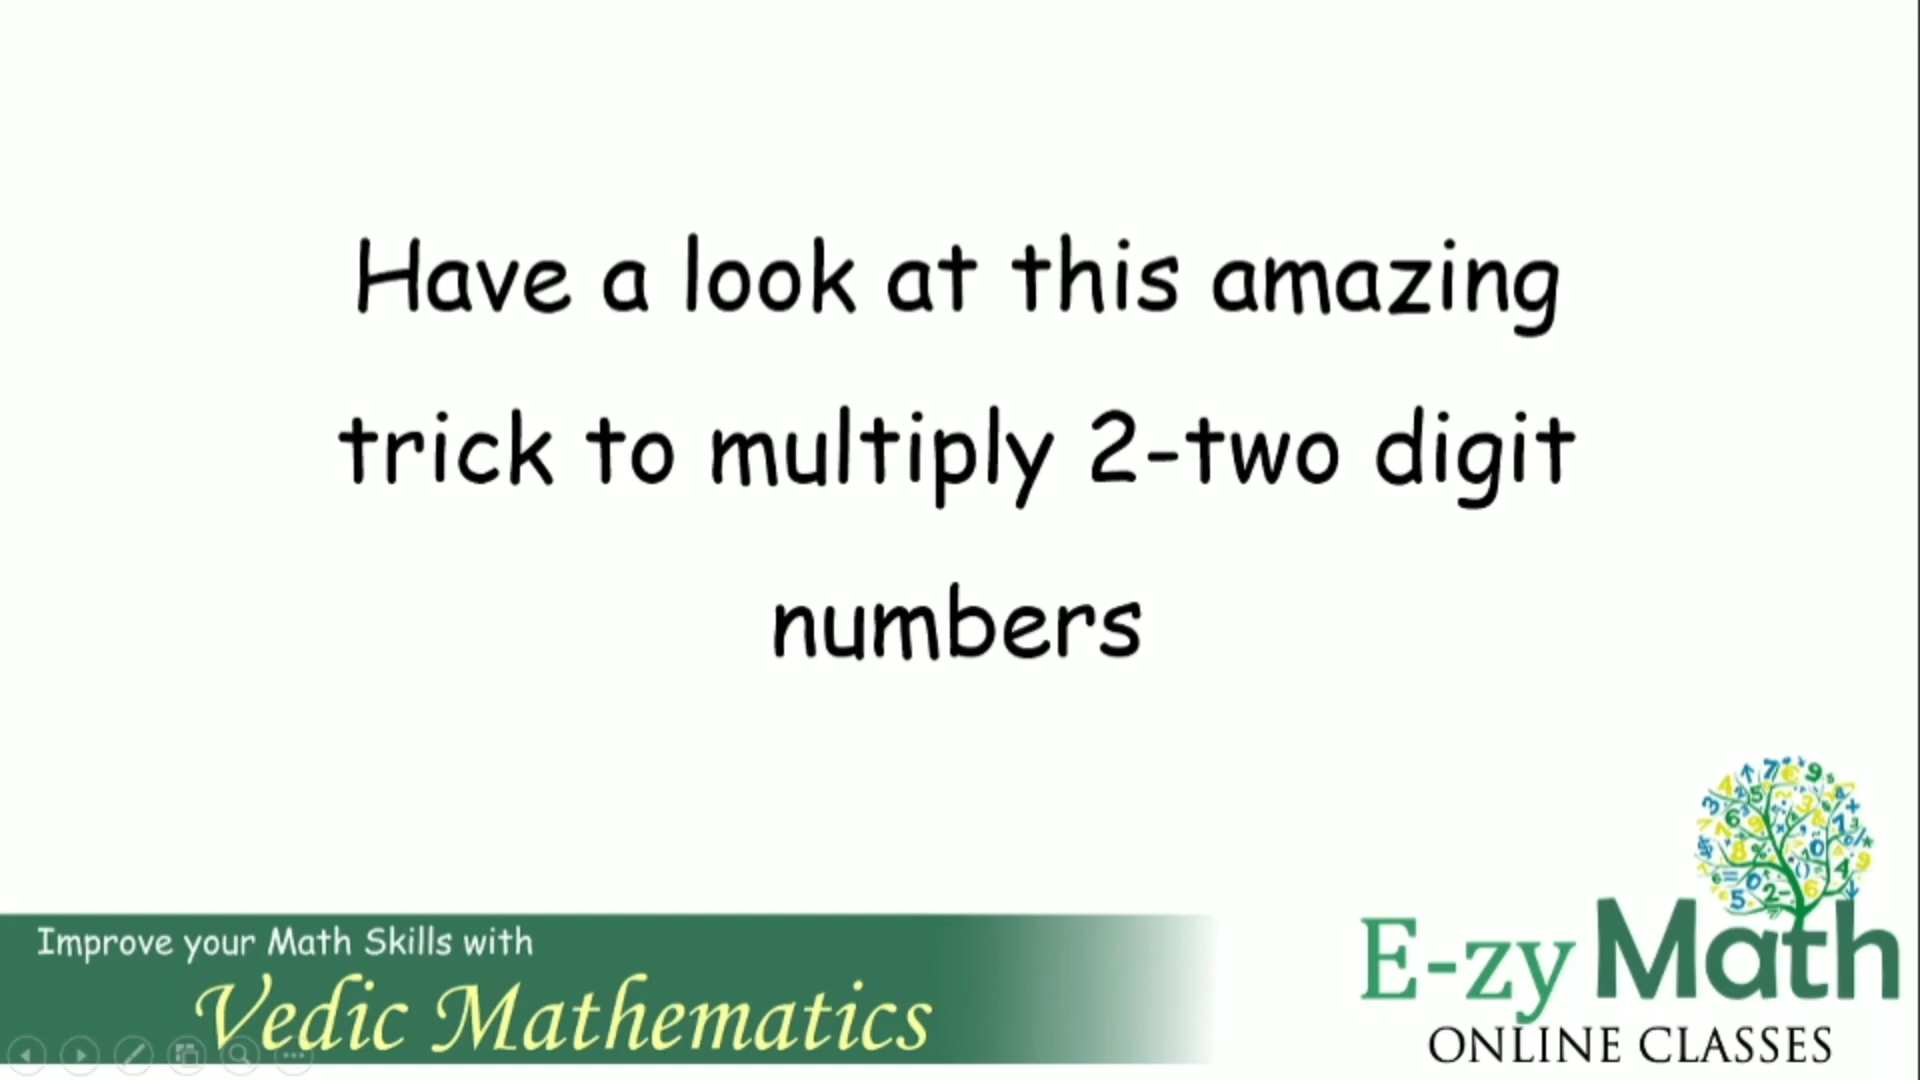 Have a look at this amazing
trick to multiply 2-two digit
numbers
Improve your Math Skills with
Vedic Mathematics
E-zy Math
ONLINE CLASSES